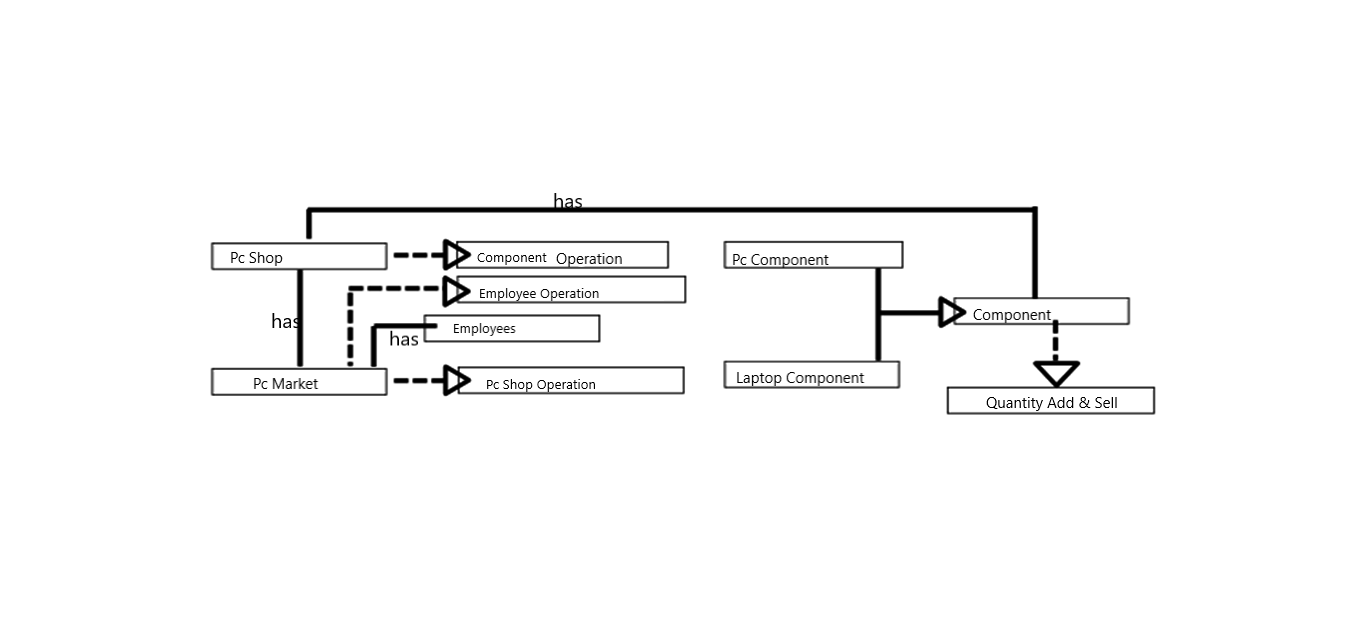 has
Pc Shop
Component Operation
Pc Component
Employee Operation
Component
has
Employees
has
Pc Market
Pc Shop Operation
Laptop Component
Quantity Add & Sell